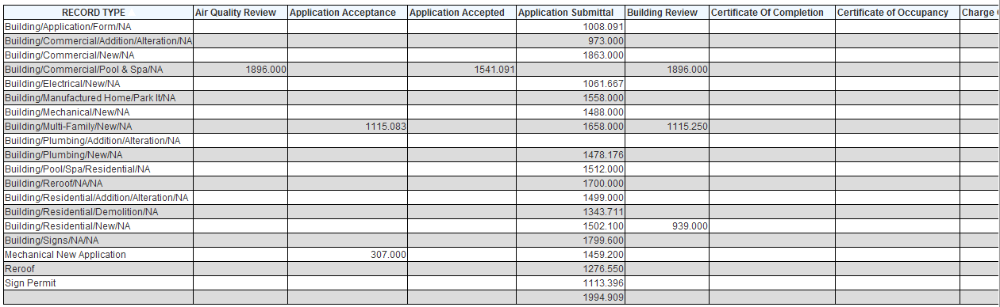 RECORD TYPE Air Quality Review Application Acceptance Application Accepted Application Submittal Building Review Certificate Of Completion Certificate of Occupancy Charge
Building/Application/Form/NA 1008.091
Building/Commercial/Addition/Alteration/NA 973.000
Building/Commercial/New/NA 1863.000
Building/Commercial/Pool & Spa/NA 1896.000 1541.091 1896.000
Building/Electrical/New/NA 1061.667
Building/Manufactured Home/Park It/NA 1558.000
Building/Mechanical/New/NA 1488.000
Building/Multi-Family/New/NA 1115.083 1658.000 1115.250
Building/Plumbing/Addition/Alteration/NA
Building/Plumbing/New/NA 1478.176
Building/Pool/Spa/Residential/NA 1512.000
Building/Reroof/NA/NA 1700.000
Building/Residential/Addition/Alteration/NA 1499.000
Building/Residential/Demolition/NA 1343.711
Building/Residential/New/NA 1502.100 939.000
Building/Signs/NA/NA 1799.600
Mechanical New Application 307.000 1459.200
Reroof 1276.550
Sign Permit 1113.396
1994.909